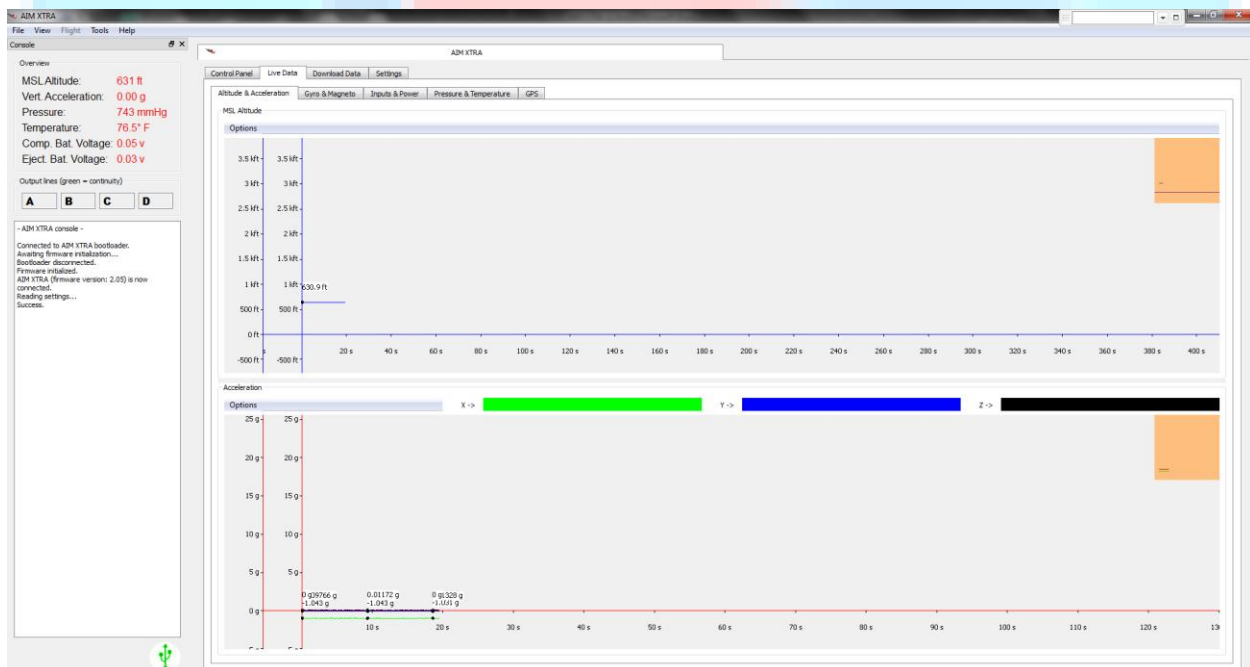 AIM XTRA
File View Flight Tools Help
Console
Overview
MSL Altitude: 631 ft
Vert. Acceleration: 0.00 g
Pressure: 743 mmHg
Temperature: 76.5° F
Comp. Bat. Voltage: 0.05 v
Eject. Bat. Voltage: 0.03 v
Output lines (green = continuity)
A B C D
- AIM XTRA console -
Connected to AIM XTRA bootloader.
Awaiting firmware initialization...
Bootloader disconnected.
Firmware initialized.
AIM XTRA (firmware version: 2.05) is now
connected.
Reading settings...
Success.
AIM XTRA
Control Panel Live Data Download Data Settings
Altitude & Acceleration Gyro & Magneto Inputs & Power Pressure & Temperature GPS
MSL Altitude
Options
3.5 kft 3.5 kft
3 kft 3 kft
2.5 kft 2.5 kft
2 kft 2 kft
1.5 kft 1.5 kft
1 kft 1 kft
630.9 ft
500 ft 500 ft
0 ft
s 20 s 40 s 60 s 80 s 100 s 120 s 140 s 160 s 180 s 200 s 220 s 240 s 260 s 280 s 300 s 320 s 340 s 360 s 380 s 400 s
-500 ft -500 ft
Acceleration
Options X -> Y -> Z ->
25 g 25 g
20 g 20 g
15 g 15 g
10 g 10 g
5 g 5 g
0.01172 g
-1.043 g -1.043 g
0 g
10 s 20 s 30 s 40 s 50 s 60 s 70 s 80 s 90 s 100 s 110 s 120 s 13